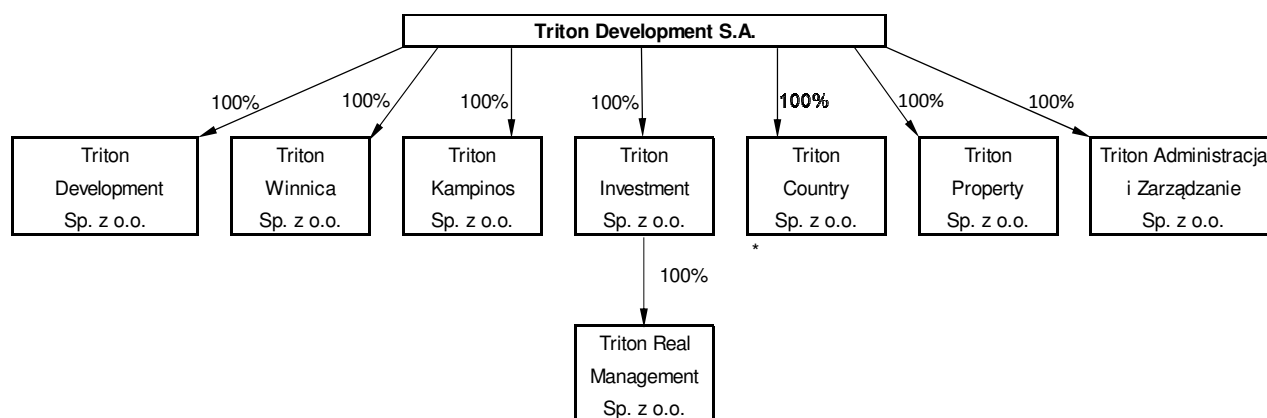 Triton Development S.A.
100%
100%
100%
100%
100%
100%
100%
Triton
Development
Sp. z o.o.
Triton
Winnica
Sp. z o.o.
Triton
Kampinos
Sp. z o.o.
Triton
Investment
Sp. z o.o.
Triton
Country
Sp. z o.o.
*
Triton
Property
Sp. z o.o.
Triton Administracja
i Zarządzanie
Sp. z o.o.
100%
Triton Real
Management
Sp. z o.o.